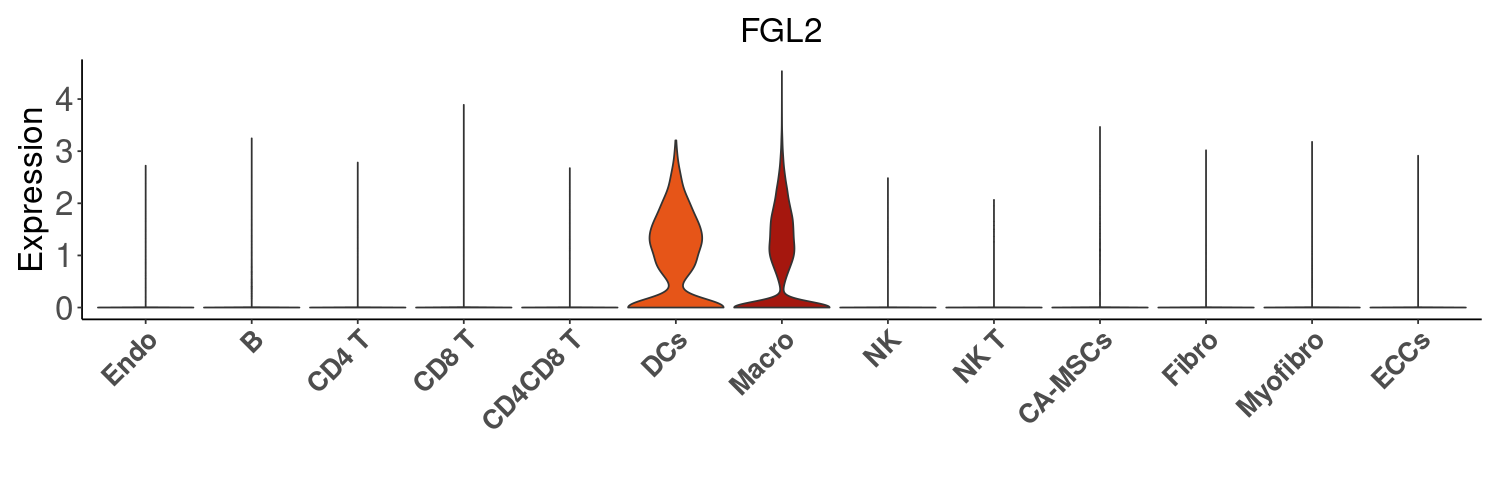 FGL2
Expression
4
3
2
1
0
Endo
B
CD4 T
CD8 T
CD4CD8 T
DCs
Macro
NK
NK T
CA-MSCs
Fibro
Myofibro
ECCs